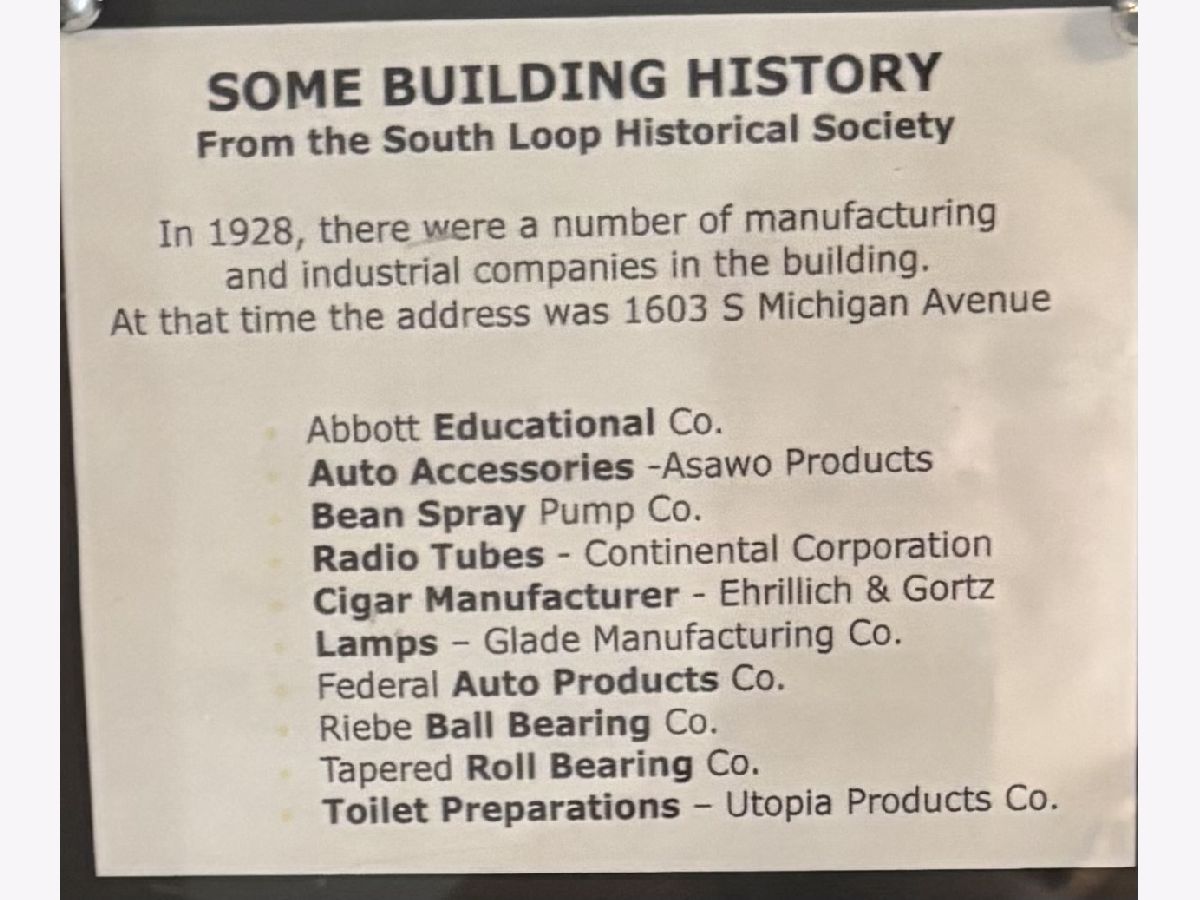 SOME BUILDING HISTORY
From the South Loop Historical Society
In 1928, there were a number of manufacturing
and industrial companies in the building.
At that time the address was 1603 S Michigan Avenue
Abbott Educational Co.
Auto Accessories -Asawo Products
Bean Spray Pump Co.
Radio Tubes - Continental Corporation
Cigar Manufacturer - Ehrillich & Gortz
Lamps – Glade Manufacturing Co.
Federal Auto Products Co.
Riebe Ball Bearing Co.
Tapered Roll Bearing Co.
Toilet Preparations – Utopia Products Co.